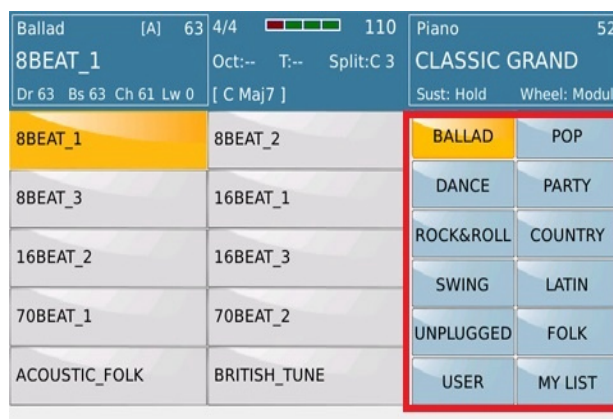 Ballad [A] 63
8BEAT_1
Dr 63 Bs 63 Ch 61 Lw 0
4/4 110
Oct:-- T:-- Split:C 3
[ C Maj7 ]
Piano 52
CLASSIC GRAND
Sust: Hold Wheel: Modul
8BEAT_1 8BEAT_2
8BEAT_3 16BEAT_1
16BEAT_2 16BEAT_3
70BEAT_1 70BEAT_2
ACOUSTIC_FOLK BRITISH_TUNE
BALLAD POP
DANCE PARTY
ROCK&ROLL COUNTRY
SWING LATIN
UNPLUGGED FOLK
USER MY LIST